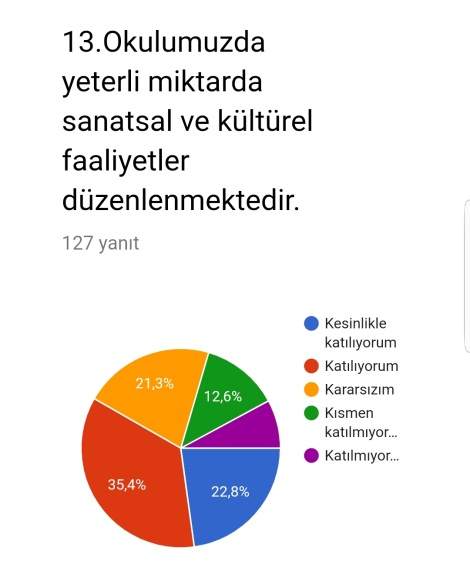 13.Okulumuzda
yeterli miktarda
sanatsal ve kültürel
faaliyetler
düzenlenmektedir.
127 yanıt
Kesinlikle
katılıyorum
Katılıyorum
Kararsızım
Kısmen
katılmıyor...
Katılmıyor...
21,3%
12,6%
35,4%
22,8%